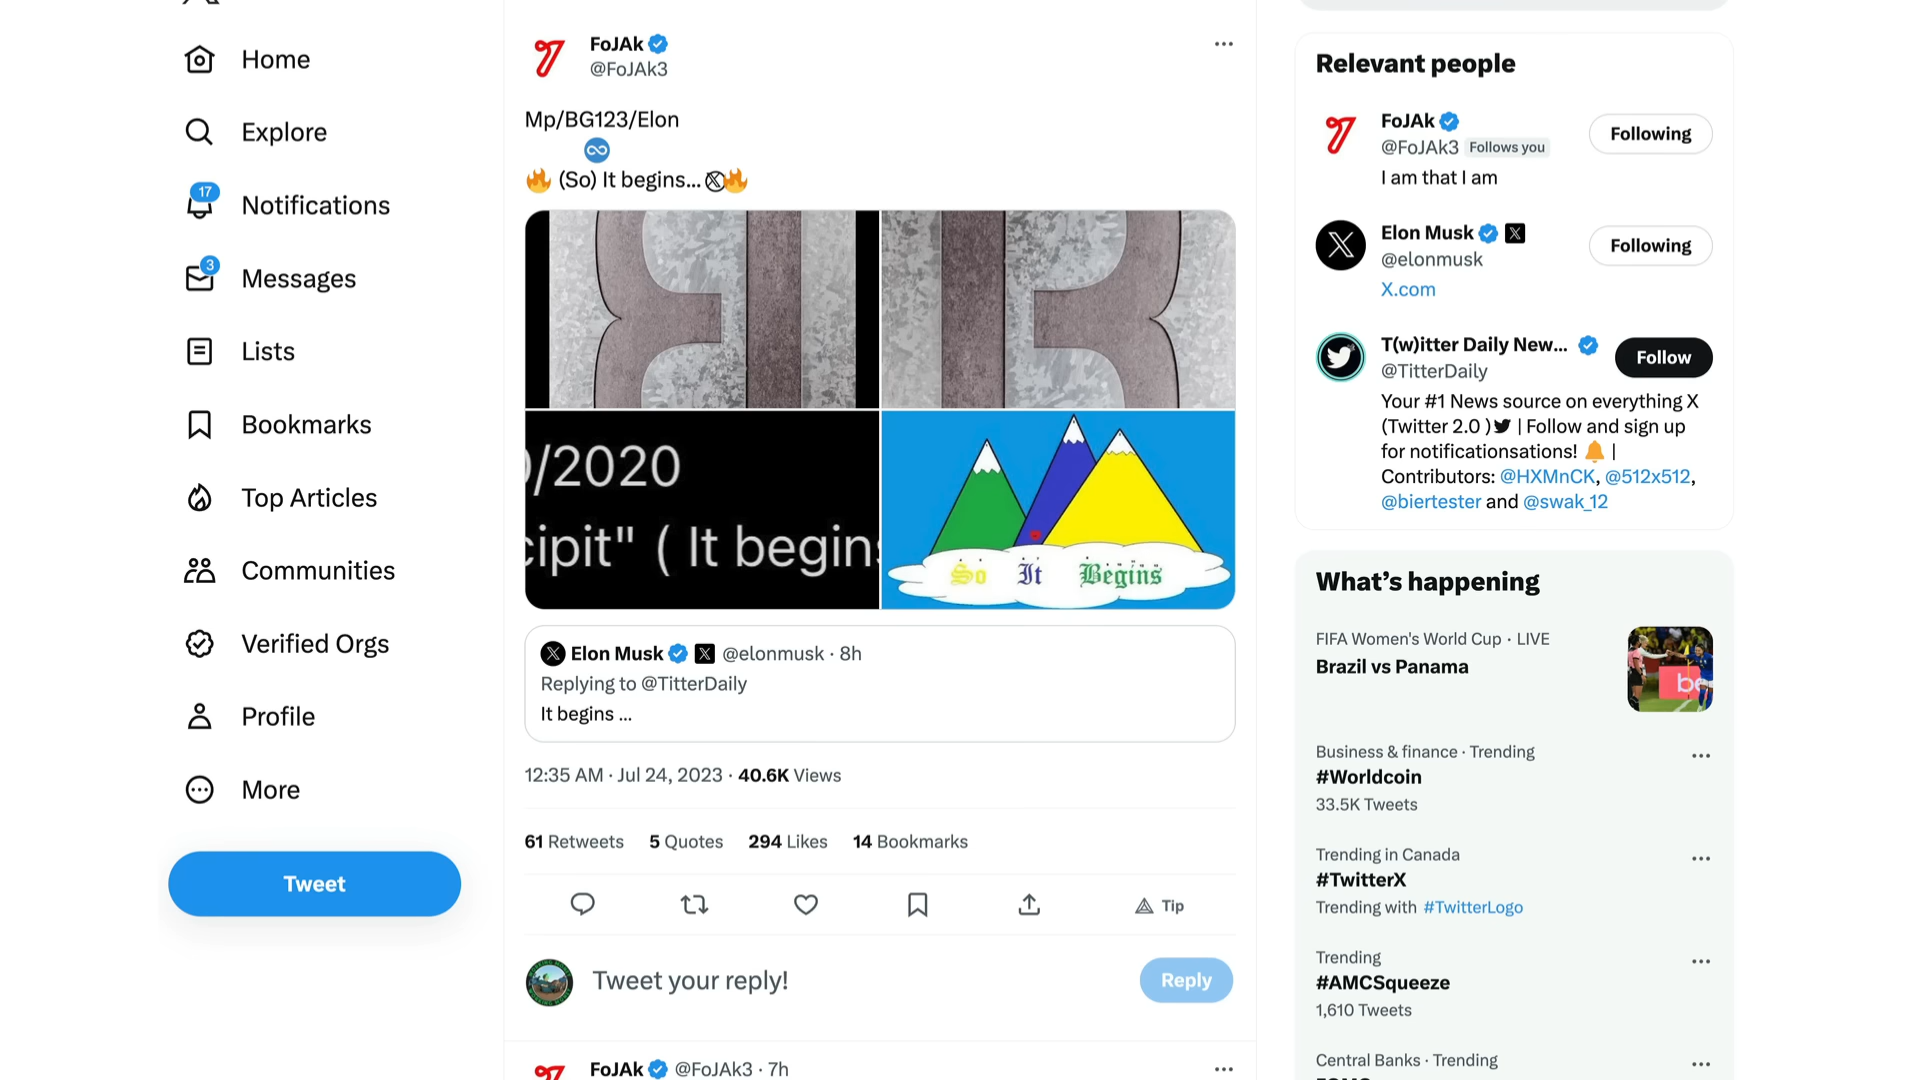 Home
Explore
17
Notifications
3
Messages
Lists
Bookmarks
Top Articles
Communities
Verified Orgs
Profile
More
Tweet
FoJAk
@FoJAk3
Mp/BG123/Elon
(So) It begins...
/2020
cipit" ( It begins
So It Begins
Elon Musk @elonmusk · 8h
Replying to @TitterDaily
It begins ...
12:35 AM · Jul 24, 2023 · 40.6K Views
61 Retweets 5 Quotes 294 Likes 14 Bookmarks
Tip
Tweet your reply!
Reply
FoJAk @FoJAk3 · 7h
Relevant people
FoJAk
@FoJAk3 Follows you
Following
I am that I am
Elon Musk
@elonmusk
Following
X.com
T(w)itter Daily New...
@TitterDaily
Follow
Your #1 News source on everything X
(Twitter 2.0 ) | Follow and sign up
for notificationsations! |
Contributors: @HXMnCK, @512x512,
@biertester and @swak_12
What's happening
FIFA Women's World Cup · LIVE
Brazil vs Panama
be
Business & finance · Trending
#Worldcoin
33.5K Tweets
Trending in Canada
#TwitterX
Trending with #TwitterLogo
Trending
#AMCSqueeze
1,610 Tweets
Central Banks · Trending